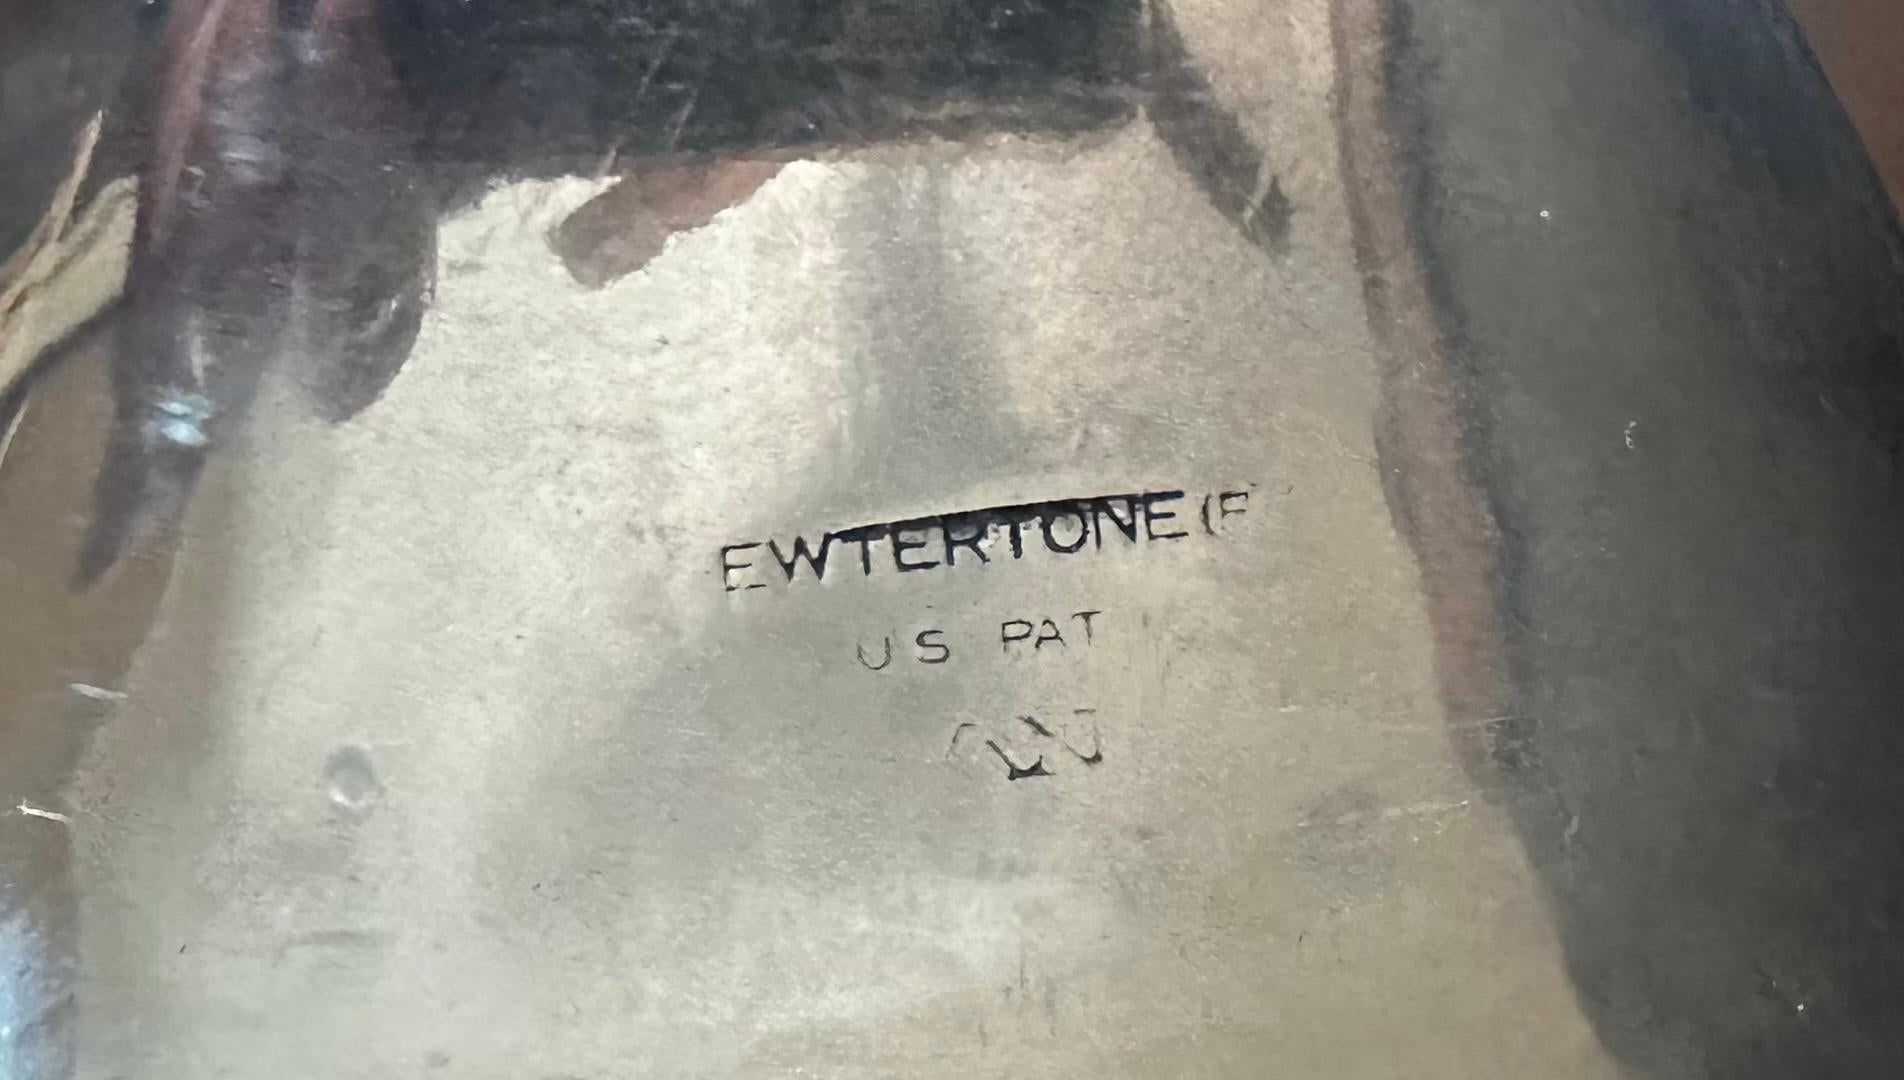 EWTERTONE (F
U S PAT